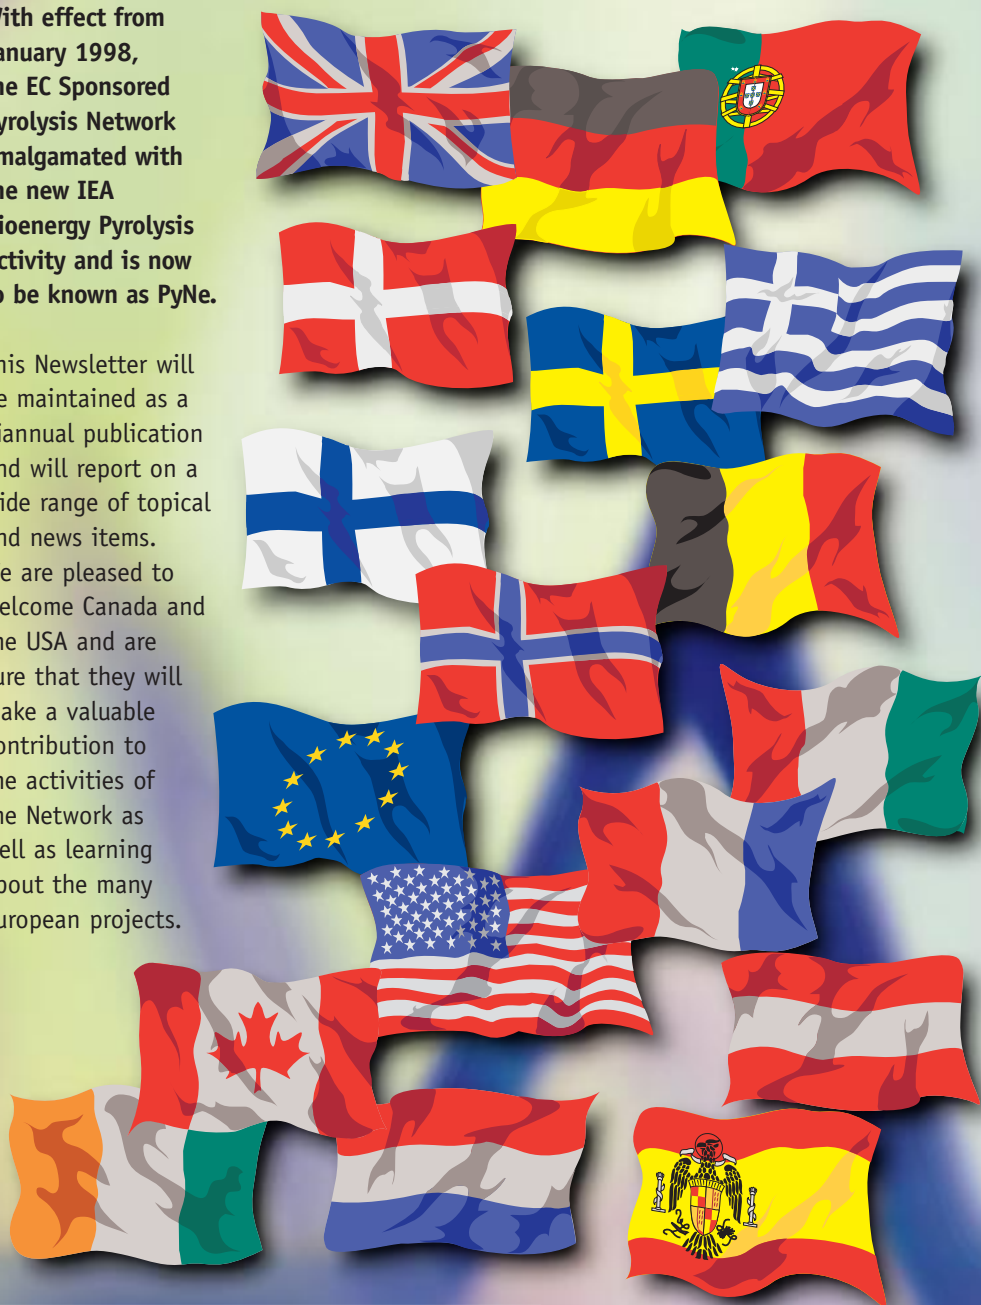 ith effect from
anuary 1998,
he EC Sponsored
yrolysis Network
malgamated with
he new IEA
ioenergy Pyrolysis
ctivity and is now
o be known as PyNe.
his Newsletter will
e maintained as a
iannual publication
nd will report on a
ide range of topical
nd news items.
e are pleased to
elcome Canada and
he USA and are
ure that they will
ake a valuable
ontribution to
he activities of
he Network as
ell as learning
bout the many
uropean projects.